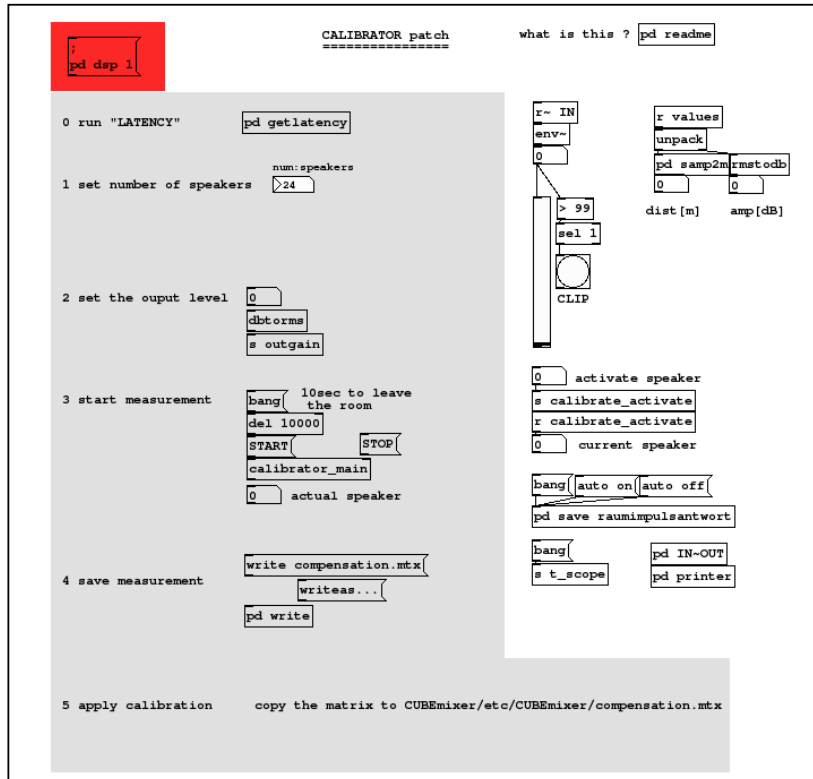 ;
pd dsp 1
CALIBRATOR patch
================
what is this ? pd readme
0 run "LATENCY" pd getlatency
num:speakers
1 set number of speakers 24
2 set the ouput level 0
dbtorms
s outgain
3 start measurement bang 10sec to leave
the room
del 10000
START STOP
calibrator_main
0 actual speaker
write compensation.mtx
4 save measurement
writeas...
pd write
5 apply calibration copy the matrix to CUBEmixer/etc/CUBEmixer/compensation.mtx
r~ IN
env~
0
> 99
sel 1
CLIP
r values
unpack
pd samp2m rmstodb
0 0
dist[m] amp[dB]
0 activate speaker
s calibrate_activate
r calibrate_activate
0 current speaker
bang auto on auto off
pd save raumimpulsantwort
bang
s t_scope
pd IN~OUT
pd printer